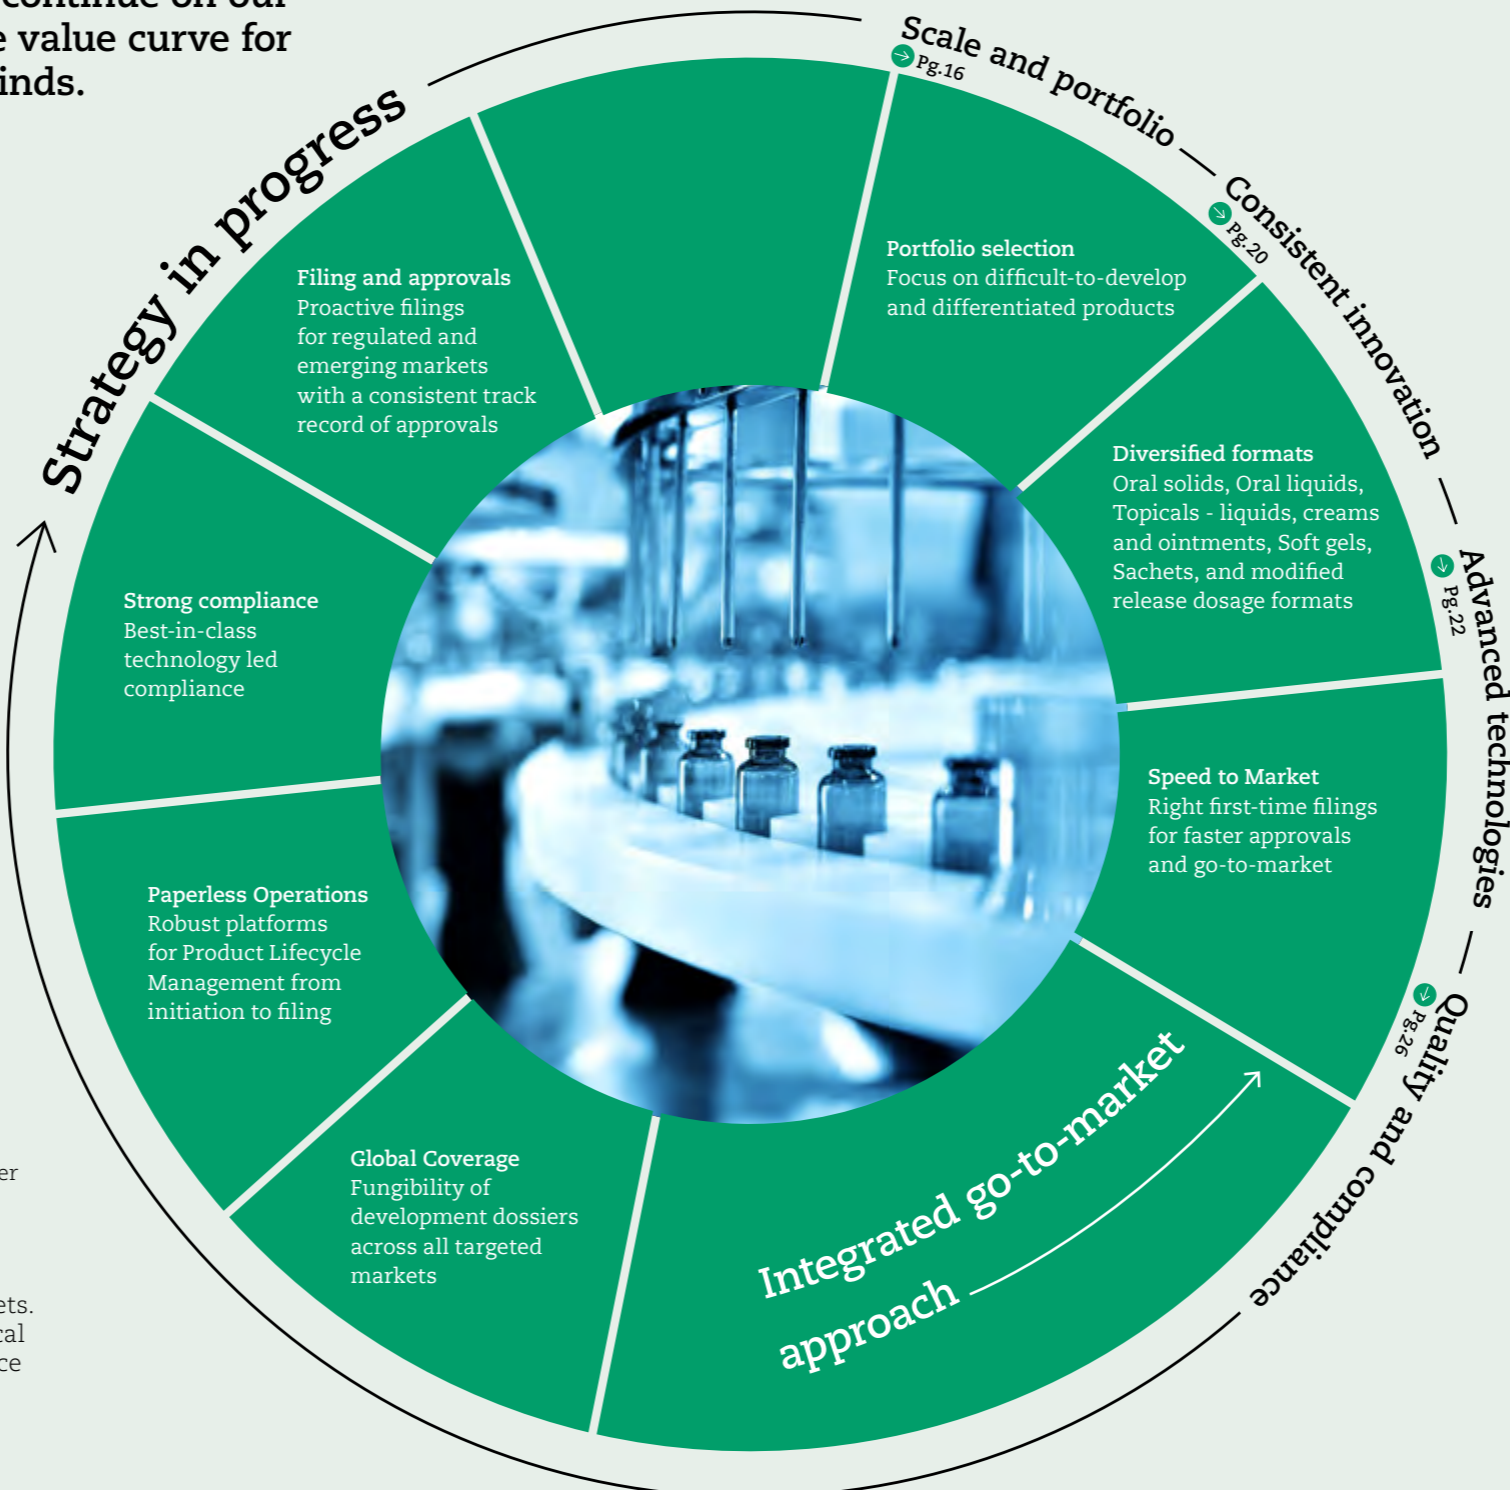 continue on our
value curve for
Strategy in progress
Scale and portfolio
Pg.16
Consistent innovation
Pg.20
Advanced technologies
Pg.22
Quality and compliance
Pg.26
Portfolio selection
Focus on difficult-to-develop
and differentiated products
Diversified formats
Oral solids, Oral liquids,
Topicals - liquids, creams
and ointments, Soft gels,
Sachets, and modified
release dosage formats
Speed to Market
Right first-time filings
for faster approvals
and go-to-market
Integrated go-to-market
approach
Global Coverage
Fungibility of
development dossiers
across all targeted
markets
Paperless Operations
Robust platforms
for Product Lifecycle
Management from
initiation to filing
Strong compliance
Best-in-class
technology led
compliance
Filing and approvals
Proactive filings
for regulated and
emerging markets
with a consistent track
record of approvals